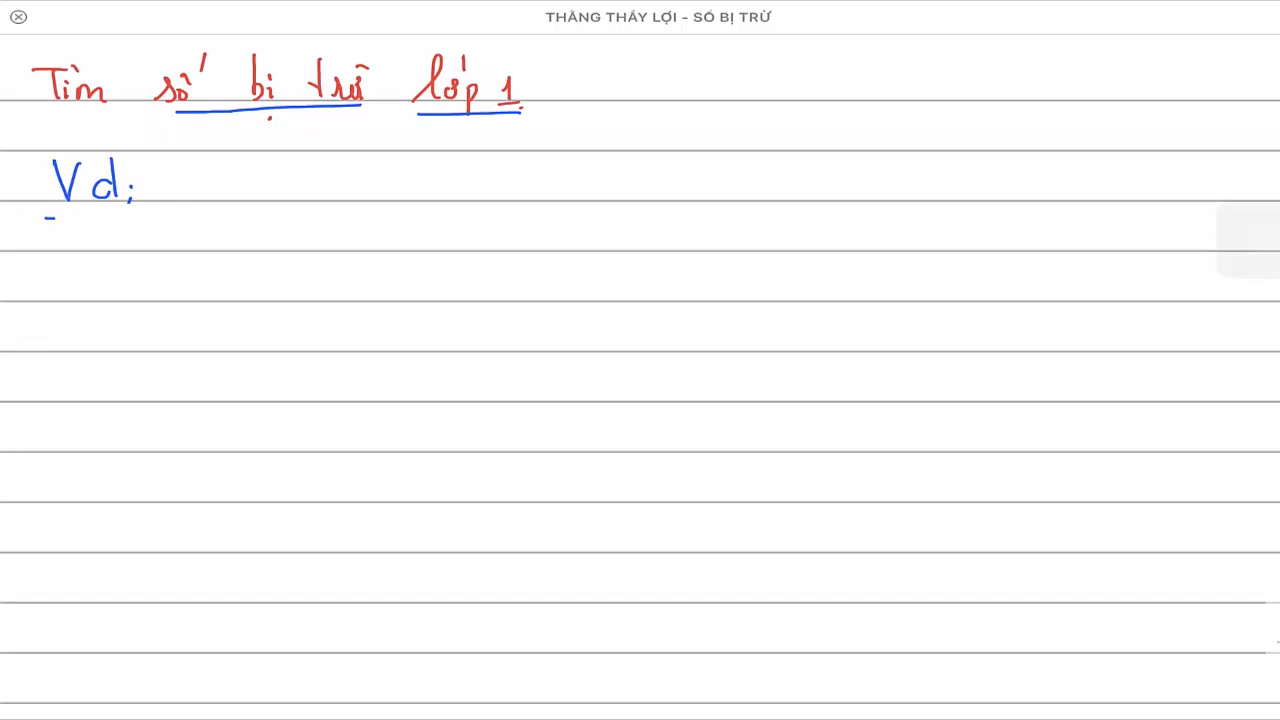 THẮNG THẦY LỢI - SỐ BỊ TRỪ
Tìm số bị trừ lớp 1.
Vd: